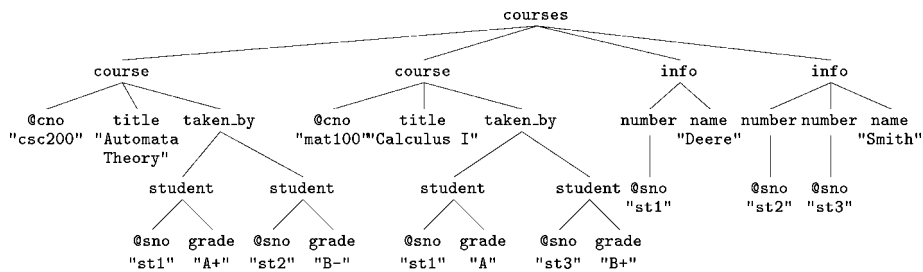 courses
course course info info
@cno title taken_by @cno title taken_by number name number number name
"csc200" "Automata "mat100" "Calculus I" "Deere" "Smith"
Theory"
student student student student @sno @sno @sno
"st1" "st2" "st3"
@sno grade @sno grade @sno grade @sno grade
"st1" "A+" "st2" "B-" "st1" "A" "st3" "B+"